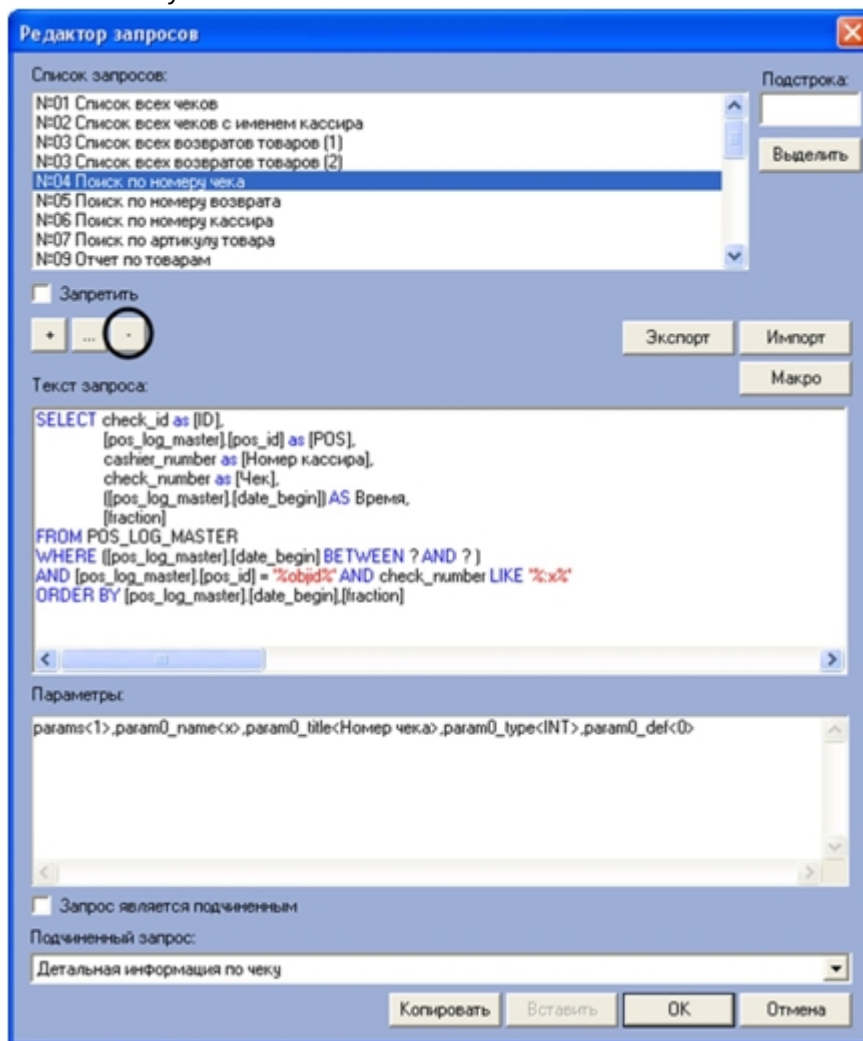 у
Редактор запросов
Список запросов:
Подстрока:
№01 Список всех чеков
№02 Список всех чеков с именем кассира
№03 Список всех возвратов товаров (1)
№03 Список всех возвратов товаров (2)
№04 Поиск по номеру чека
№05 Поиск по номеру возврата
№06 Поиск по номеру кассира
№07 Поиск по артикулу товара
№09 Отчет по товарам
Выделить
Запретить
+ ... -
Экспорт Импорт
Макро
Текст запроса:
SELECT check_id as [ID],
[pos_log_master].[pos_id] as [POS],
cashier_number as [Номер кассира],
check_number as [Чек],
([pos_log_master].[date_begin]) AS Время,
[fraction]
FROM POS_LOG_MASTER
WHERE ([pos_log_master].[date_begin] BETWEEN ? AND ? )
AND [pos_log_master].[pos_id] = '%objid%' AND check_number LIKE '%:x%'
ORDER BY [pos_log_master].[date_begin],[fraction]
Параметры:
params<1>,param0_name<x>,param0_title<Номер чека>,param0_type<INT>,param0_def<0>
Запрос является подчиненным
Подчиненный запрос:
Детальная информация по чеку
Копировать Вставить OK Отмена